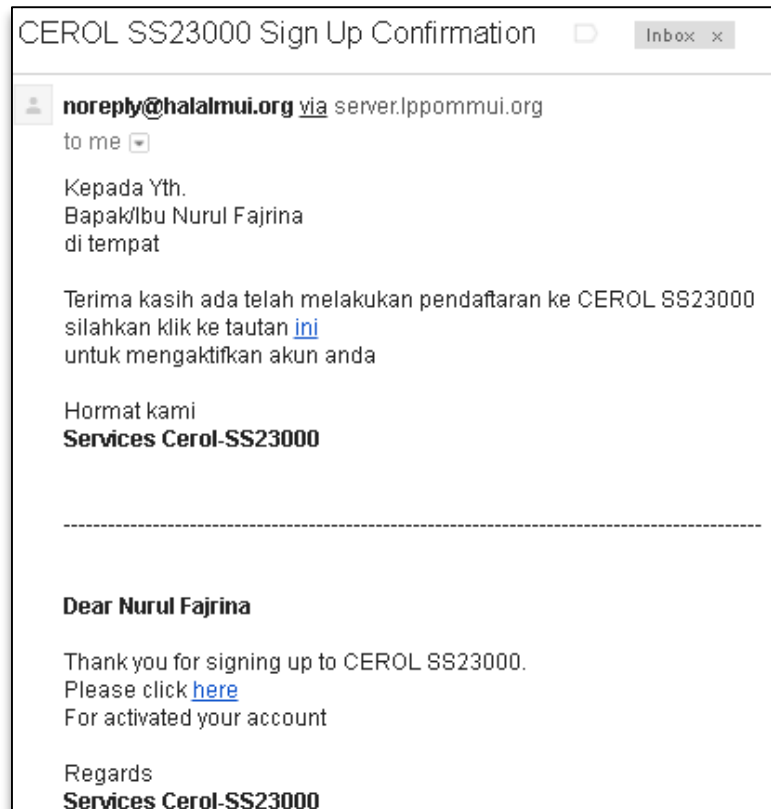 CEROL SS23000 Sign Up Confirmation
Inbox x
noreply@halalmui.org via server.lppommui.org
to me
Kepada Yth.
Bapak/Ibu Nurul Fajrina
di tempat
Terima kasih ada telah melakukan pendaftaran ke CEROL SS23000
silahkan klik ke tautan ini
untuk mengaktifkan akun anda
Hormat kami
Services Cerol-SS23000
--------------------------------------------------------------------------------------------
Dear Nurul Fajrina
Thank you for signing up to CEROL SS23000.
Please click here
For activated your account
Regards
Services Cerol-SS23000